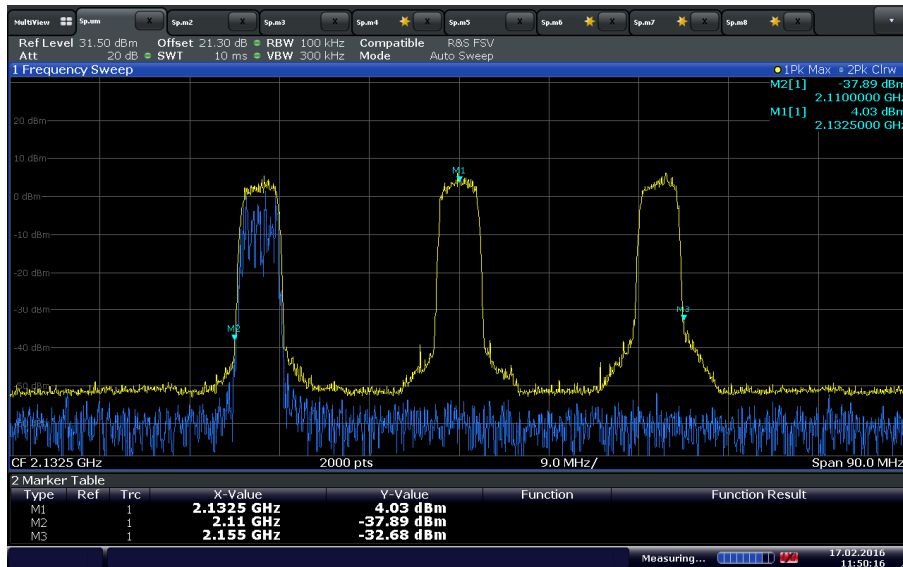 MultiView Sp.um x Sp.m2 x Sp.m3 x Sp.m4 x Sp.m5 x Sp.m6 x Sp.m7 x Sp.m8 x
Ref Level 31.50 dBm Offset 21.30 dB RBW 100 kHz Compatible R&S FSV
Att 20 dB SWT 10 ms VBW 300 kHz Mode Auto Sweep
1 Frequency Sweep 1Pk Max 2Pk Clrw
M2[1] -37.89 dBm
2.1100000 GHz
M1[1] 4.03 dBm
2.1325000 GHz
20 dBm
10 dBm
M1
0 dBm
-10 dBm
-20 dBm
-30 dBm
M3
M2
-40 dBm
CF 2.1325 GHz 2000 pts 9.0 MHz/ Span 90.0 MHz
2 Marker Table
Type Ref Trc X-Value Y-Value Function Function Result
M1 1 2.1325 GHz 4.03 dBm
M2 1 2.11 GHz -37.89 dBm
M3 1 2.155 GHz -32.68 dBm
Measuring... 17.02.2016
11:50:16